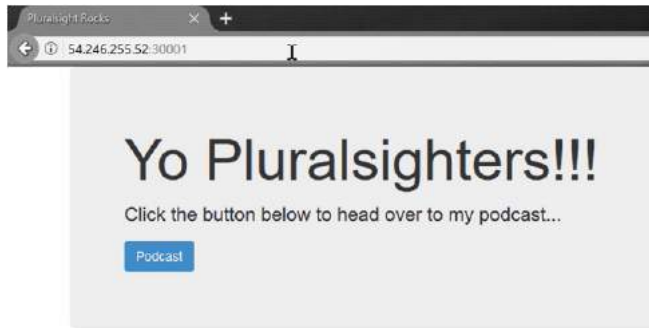 Pluralsight Rocks
54.246.255.52:30001
Yo Pluralsighters!!!
Click the button below to head over to my podcast...
Podcast